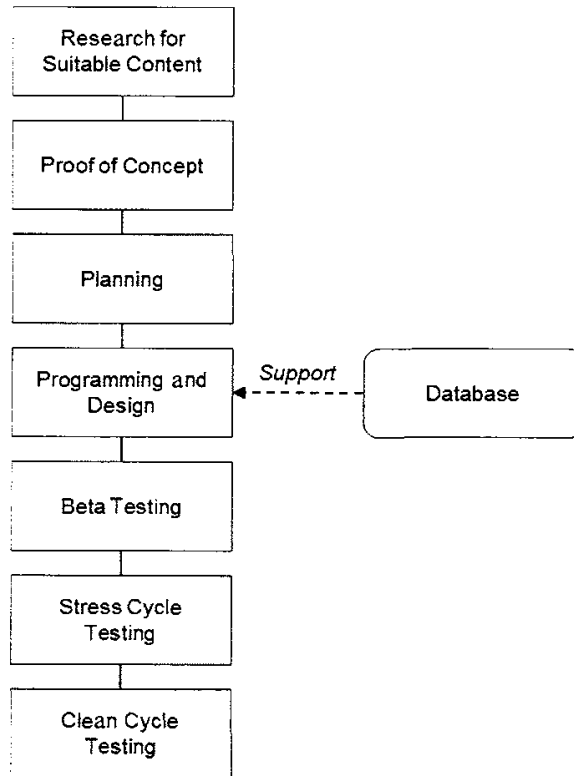 Research for
Suitable Content
Proof of Concept
Planning
Programming and
Design
Support
Database
Beta Testing
Stress Cycle
Testing
Clean Cycle
Testing